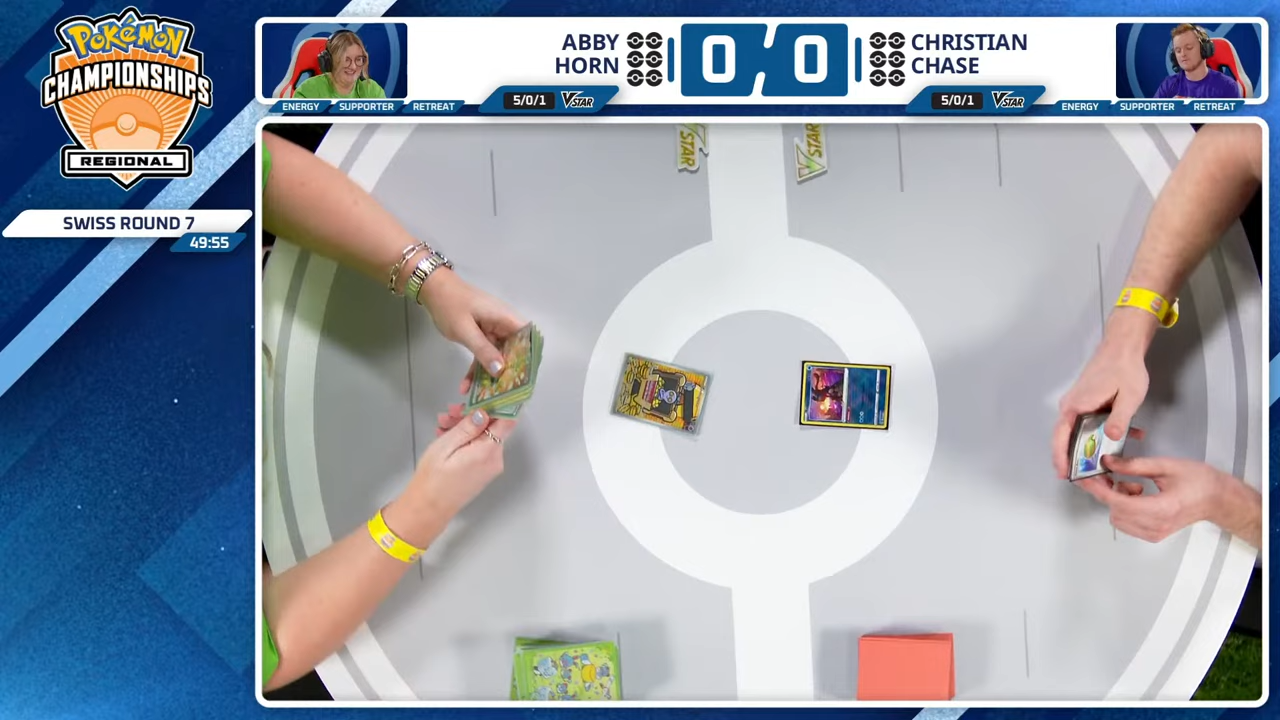 POKéMON
CHAMPIONSHIPS
REGIONAL
SWISS ROUND 7
49:55
ABBY
HORN
0 0
CHRISTIAN
CHASE
ENERGY SUPPORTER RETREAT
5/0/1 VSTAR
5/0/1 VSTAR
ENERGY SUPPORTER RETREAT
VSTAR
VSTAR